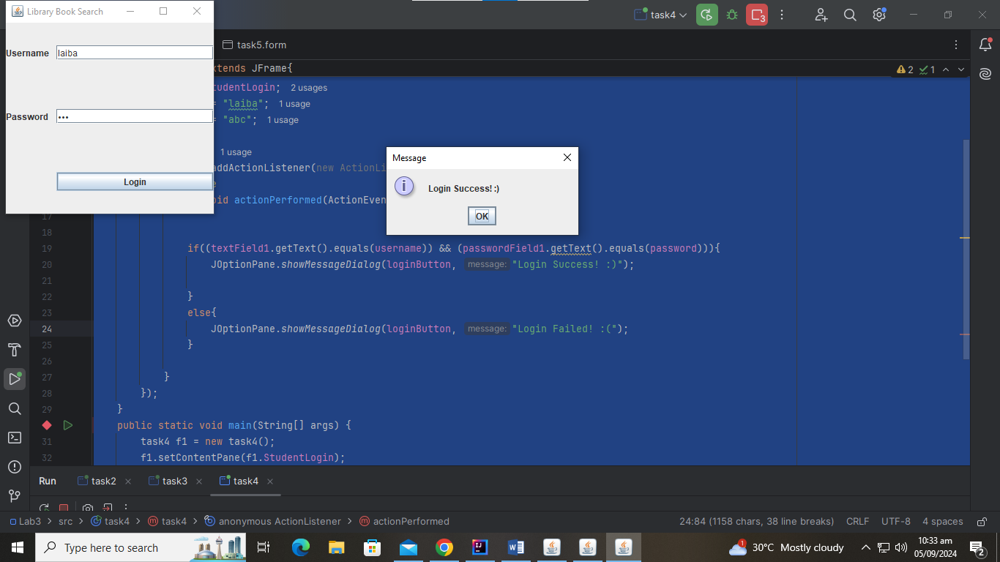 Library Book Search
task4
3
Username laiba
task5.form
xtends JFrame{
2 1
tudentLogin; 2 usages
= "laiba"; 1 usage
Password •••
= "abc"; 1 usage
1 usage
Message
addActionListener(new ActionLi
Login
Login Success! :)
oid actionPerformed(ActionEven
OK
17
18
19 if((textField1.getText().equals(username)) && (passwordField1.getText().equals(password))){
20 JOptionPane.showMessageDialog(loginButton, message: "Login Success! :)");
21
22 }
23 else{
24 JOptionPane.showMessageDialog(loginButton, message: "Login Failed! :(");
25 }
26
27 }
28 });
29 }
public static void main(String[] args) {
31 task4 f1 = new task4();
32 f1.setContentPane(f1.StudentLogin);
Run task2 task3 task4
Lab3 > src > task4 > task4 > anonymous ActionListener > actionPerformed 24:84 (1158 chars, 38 line breaks) CRLF UTF-8 4 spaces
Type here to search
1 30°C Mostly cloudy
10:33 am
05/09/2024
2